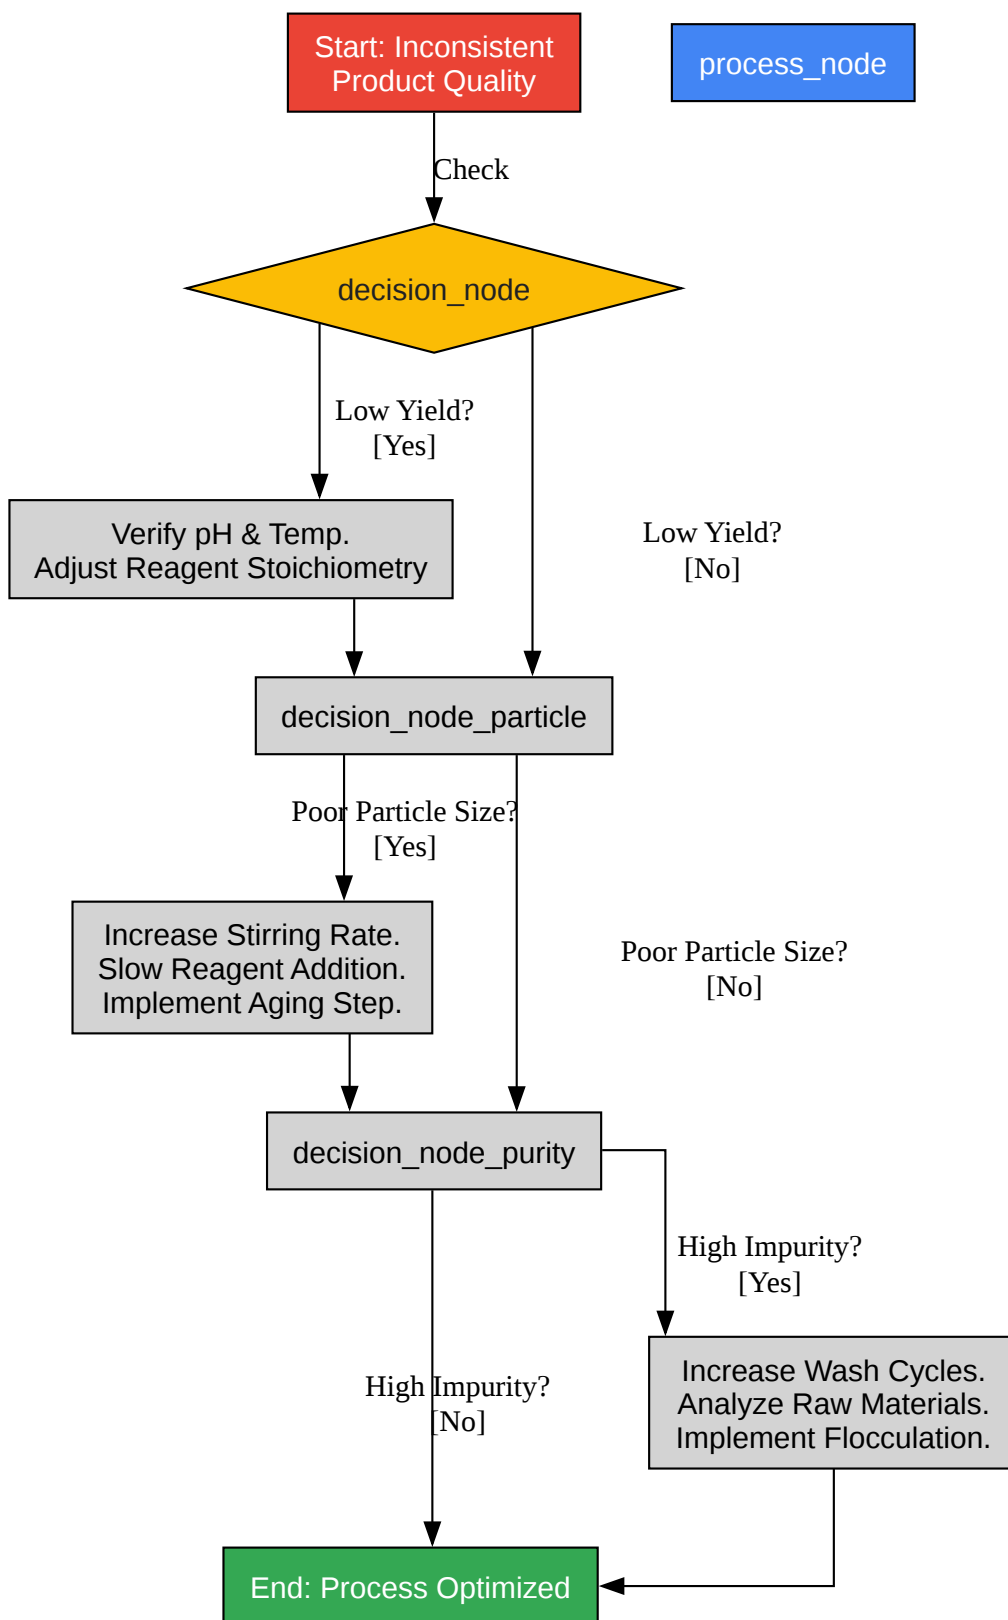 Start: Inconsistent
Product Quality
process_node
Check
decision_node
Low Yield?
[Yes]
Verify pH & Temp.
Adjust Reagent Stoichiometry
Low Yield?
[No]
decision_node_particle
Poor Particle Size?
[Yes]
Increase Stirring Rate.
Slow Reagent Addition.
Implement Aging Step.
Poor Particle Size?
[No]
decision_node_purity
High Impurity?
[Yes]
Increase Wash Cycles.
Analyze Raw Materials.
Implement Flocculation.
High Impurity?
[No]
End: Process Optimized